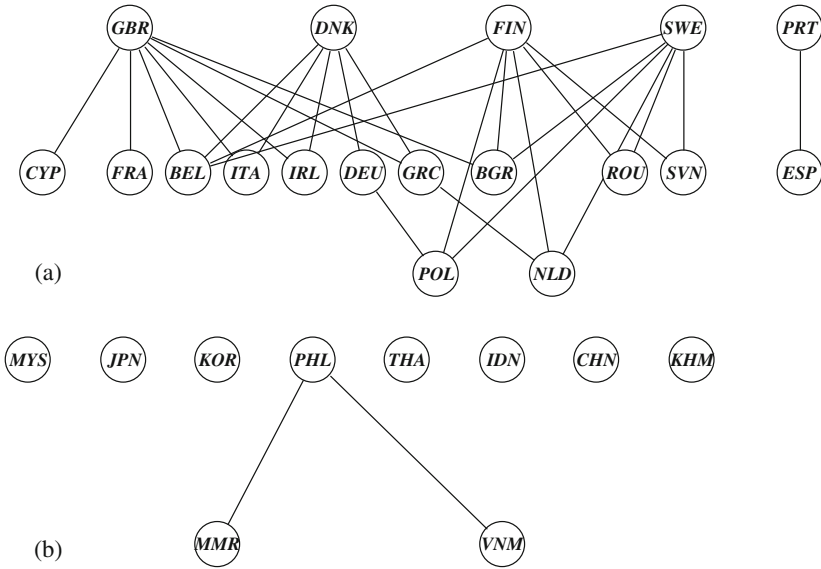 GBR DNK FIN SWE PRT
CYP FRA BEL ITA IRL DEU GRC BGR ROU SVN ESP
(a) POL NLD
MYS JPN KOR PHL THA IDN CHN KHM
(b) MMR VNM